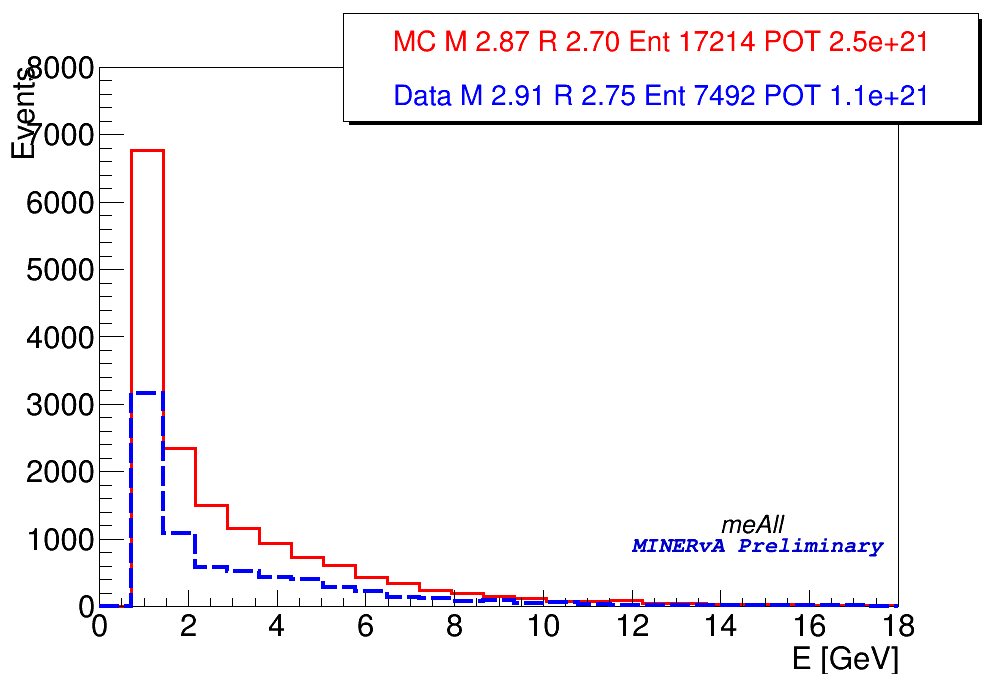 MC M 2.87 R 2.70 Ent 17214 POT 2.5e+21
Data M 2.91 R 2.75 Ent 7492 POT 1.1e+21
Events
8000
7000
6000
5000
4000
3000
2000
1000
0
meAll
MINERvA Preliminary
0 2 4 6 8 10 12 14 16 18
E [GeV]